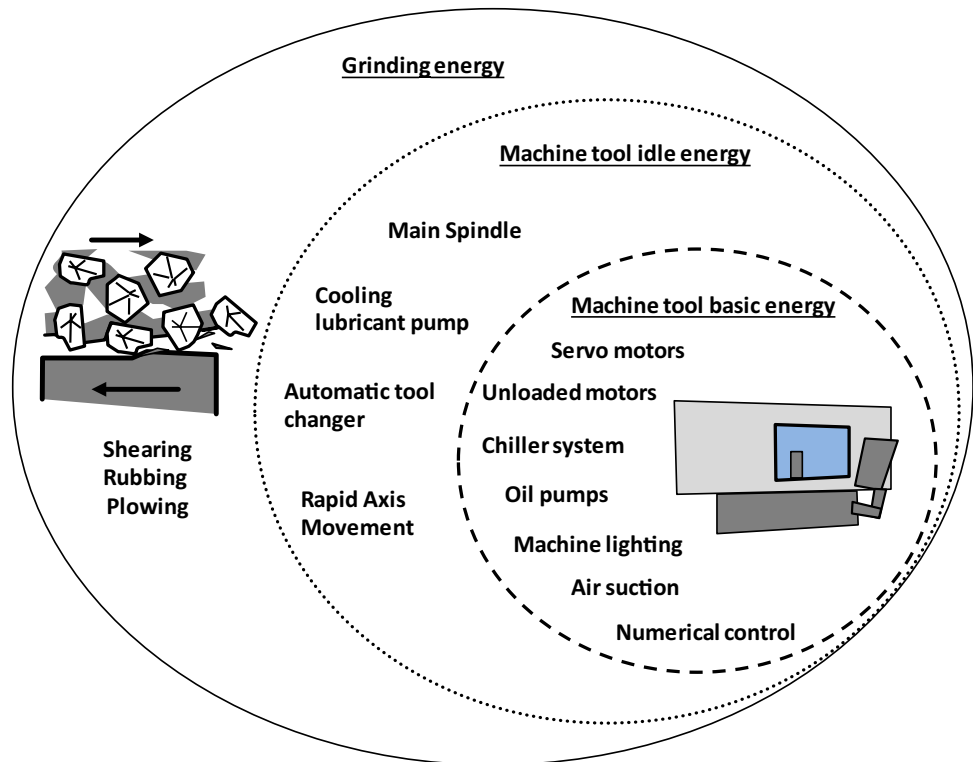 Grinding energy
Machine tool idle energy
Main Spindle
Cooling
lubricant pump
Automatic tool
changer
Rapid Axis
Movement
Machine tool basic energy
Servo motors
Unloaded motors
Chiller system
Oil pumps
Machine lighting
Air suction
Numerical control
Shearing
Rubbing
Plowing